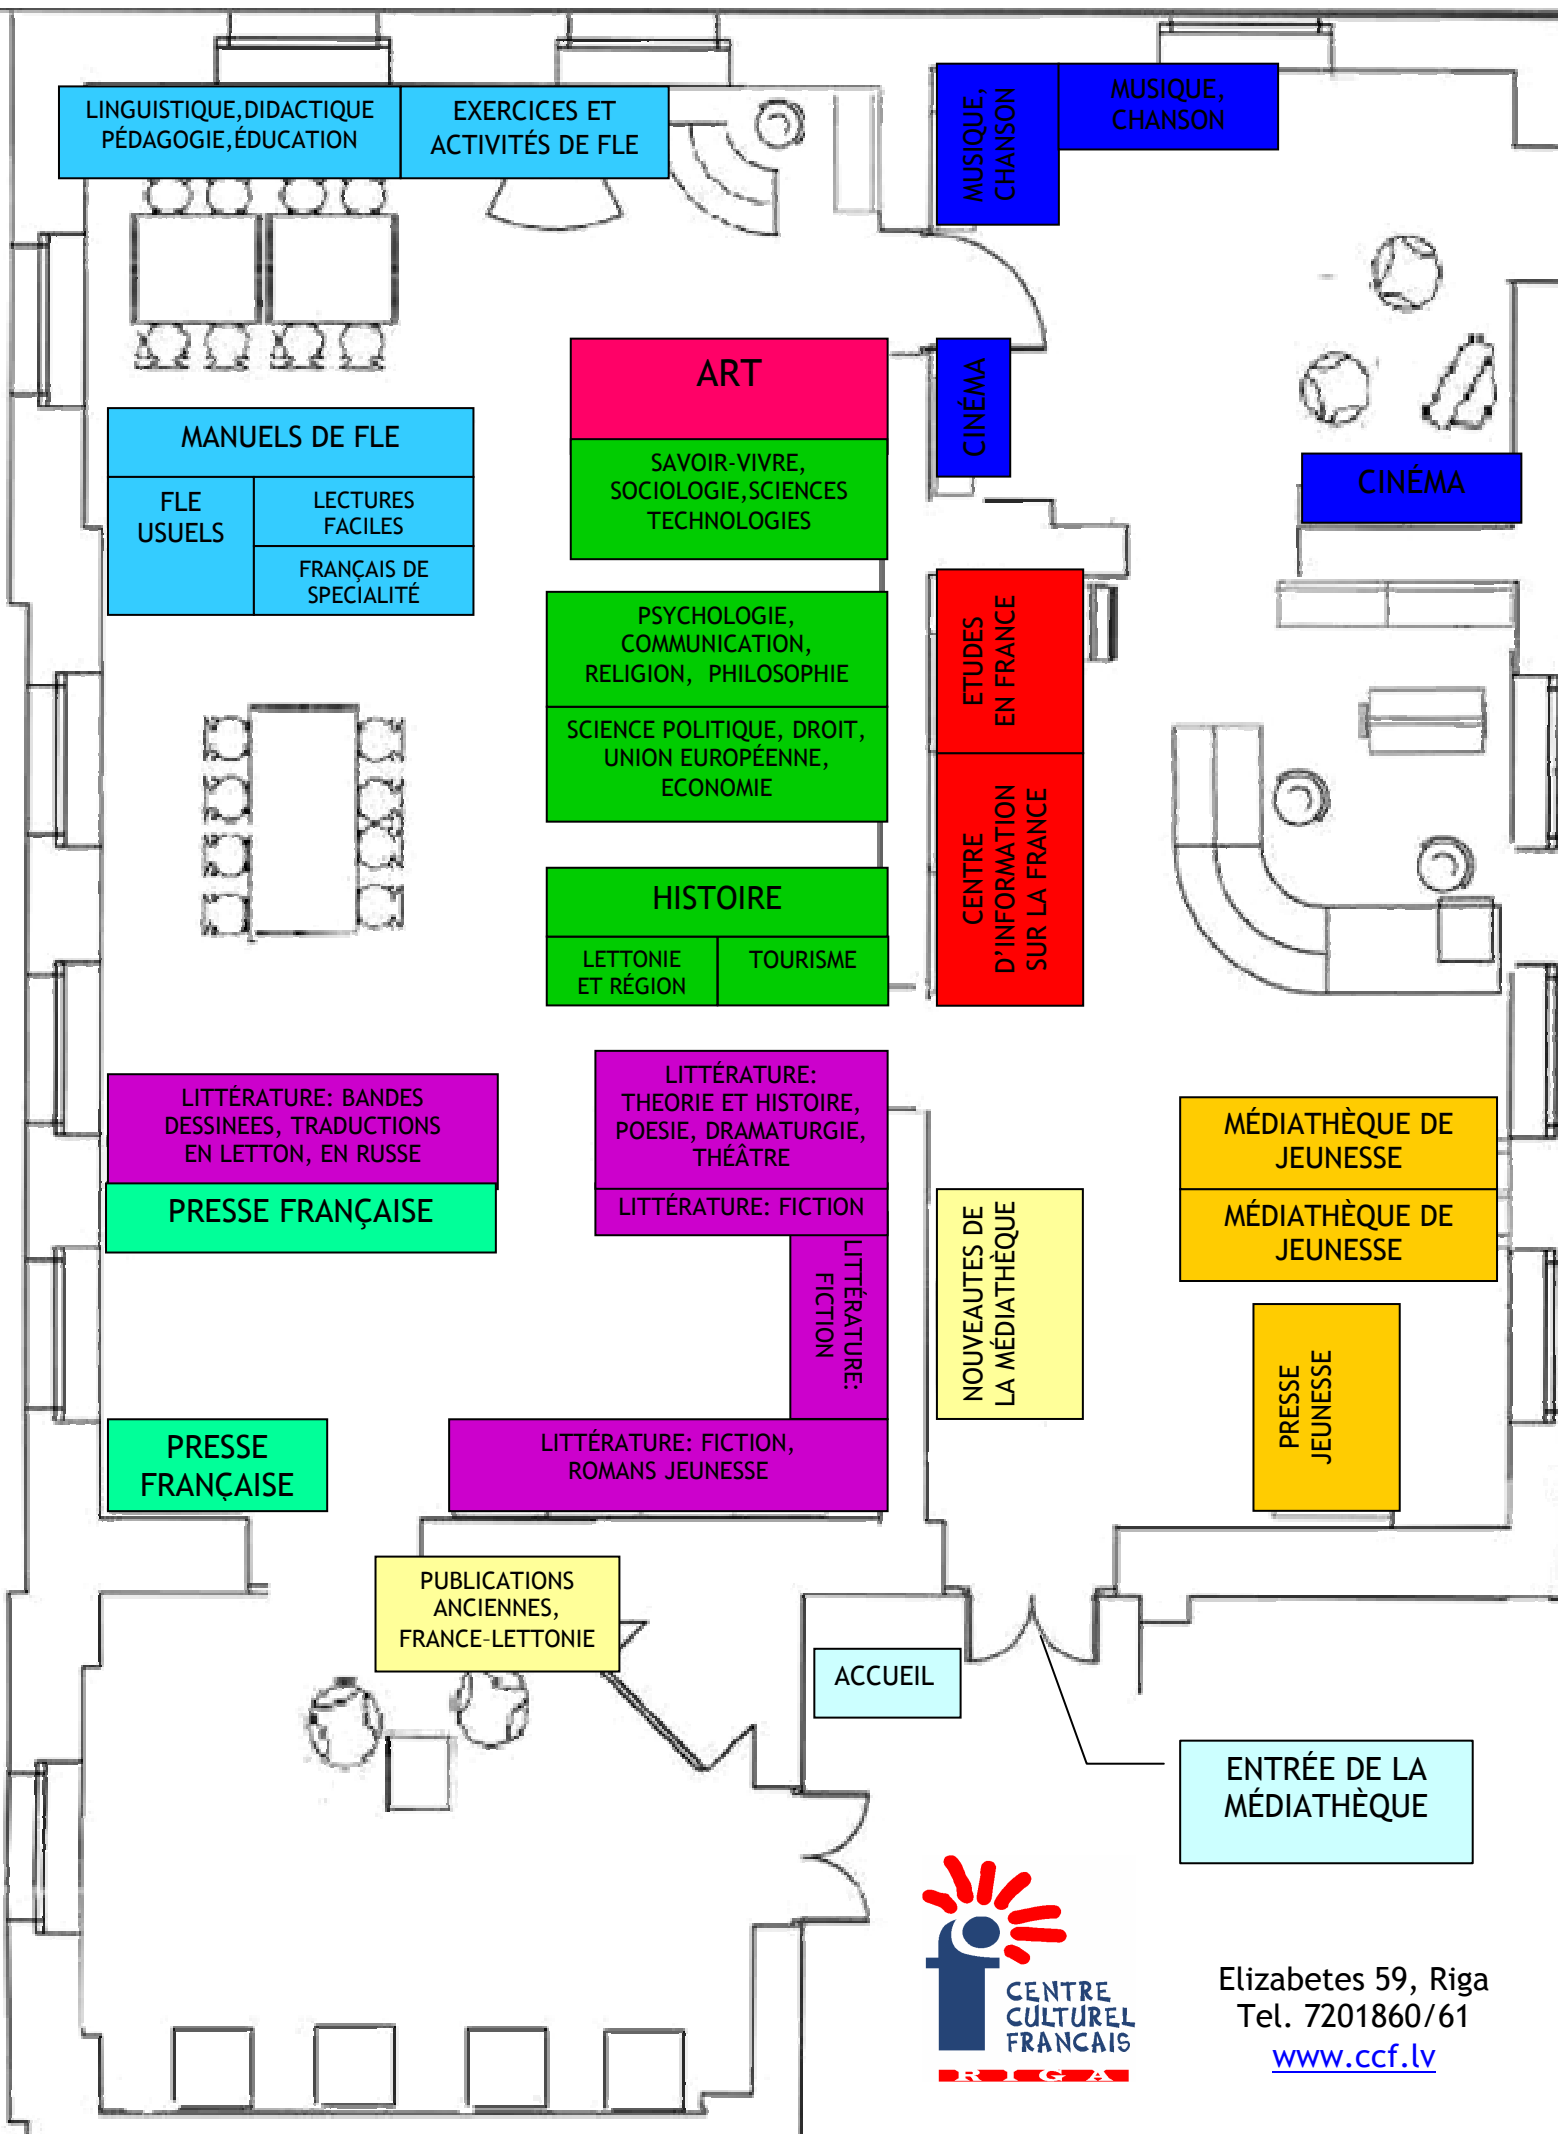 LINGUISTIQUE,DIDACTIQUE
PÉDAGOGIE,ÉDUCATION
EXERCICES ET
ACTIVITÉS DE FLE
MUSIQUE,
CHANSON
MUSIQUE,
CHANSON
ART
CINÉMA
MANUELS DE FLE
SAVOIR-VIVRE,
SOCIOLOGIE,SCIENCES
TECHNOLOGIES
CINÉMA
FLE
USUELS
LECTURES
FACILES
FRANÇAIS DE
SPECIALITÉ
PSYCHOLOGIE,
COMMUNICATION,
RELIGION, PHILOSOPHIE
ETUDES
EN FRANCE
SCIENCE POLITIQUE, DROIT,
UNION EUROPÉENNE,
ECONOMIE
CENTRE
D'INFORMATION
SUR LA FRANCE
HISTOIRE
LETTONIE
ET RÉGION
TOURISME
LITTÉRATURE: BANDES
DESSINEES, TRADUCTIONS
EN LETTON, EN RUSSE
LITTÉRATURE:
THEORIE ET HISTOIRE,
POESIE, DRAMATURGIE,
THÉÂTRE
MÉDIATHÈQUE DE
JEUNESSE
PRESSE FRANÇAISE
LITTÉRATURE: FICTION
MÉDIATHÈQUE DE
JEUNESSE
LITTÉRATURE:
FICTION
NOUVEAUTES DE
LA MÉDIATHÈQUE
PRESSE
JEUNESSE
PRESSE
FRANÇAISE
LITTÉRATURE: FICTION,
ROMANS JEUNESSE
PUBLICATIONS
ANCIENNES,
FRANCE-LETTONIE
ACCUEIL
ENTRÉE DE LA
MÉDIATHÈQUE
CENTRE
CULTUREL
FRANCAIS
RIGA
Elizabetes 59, Riga
Tel. 7201860/61
www.ccf.lv